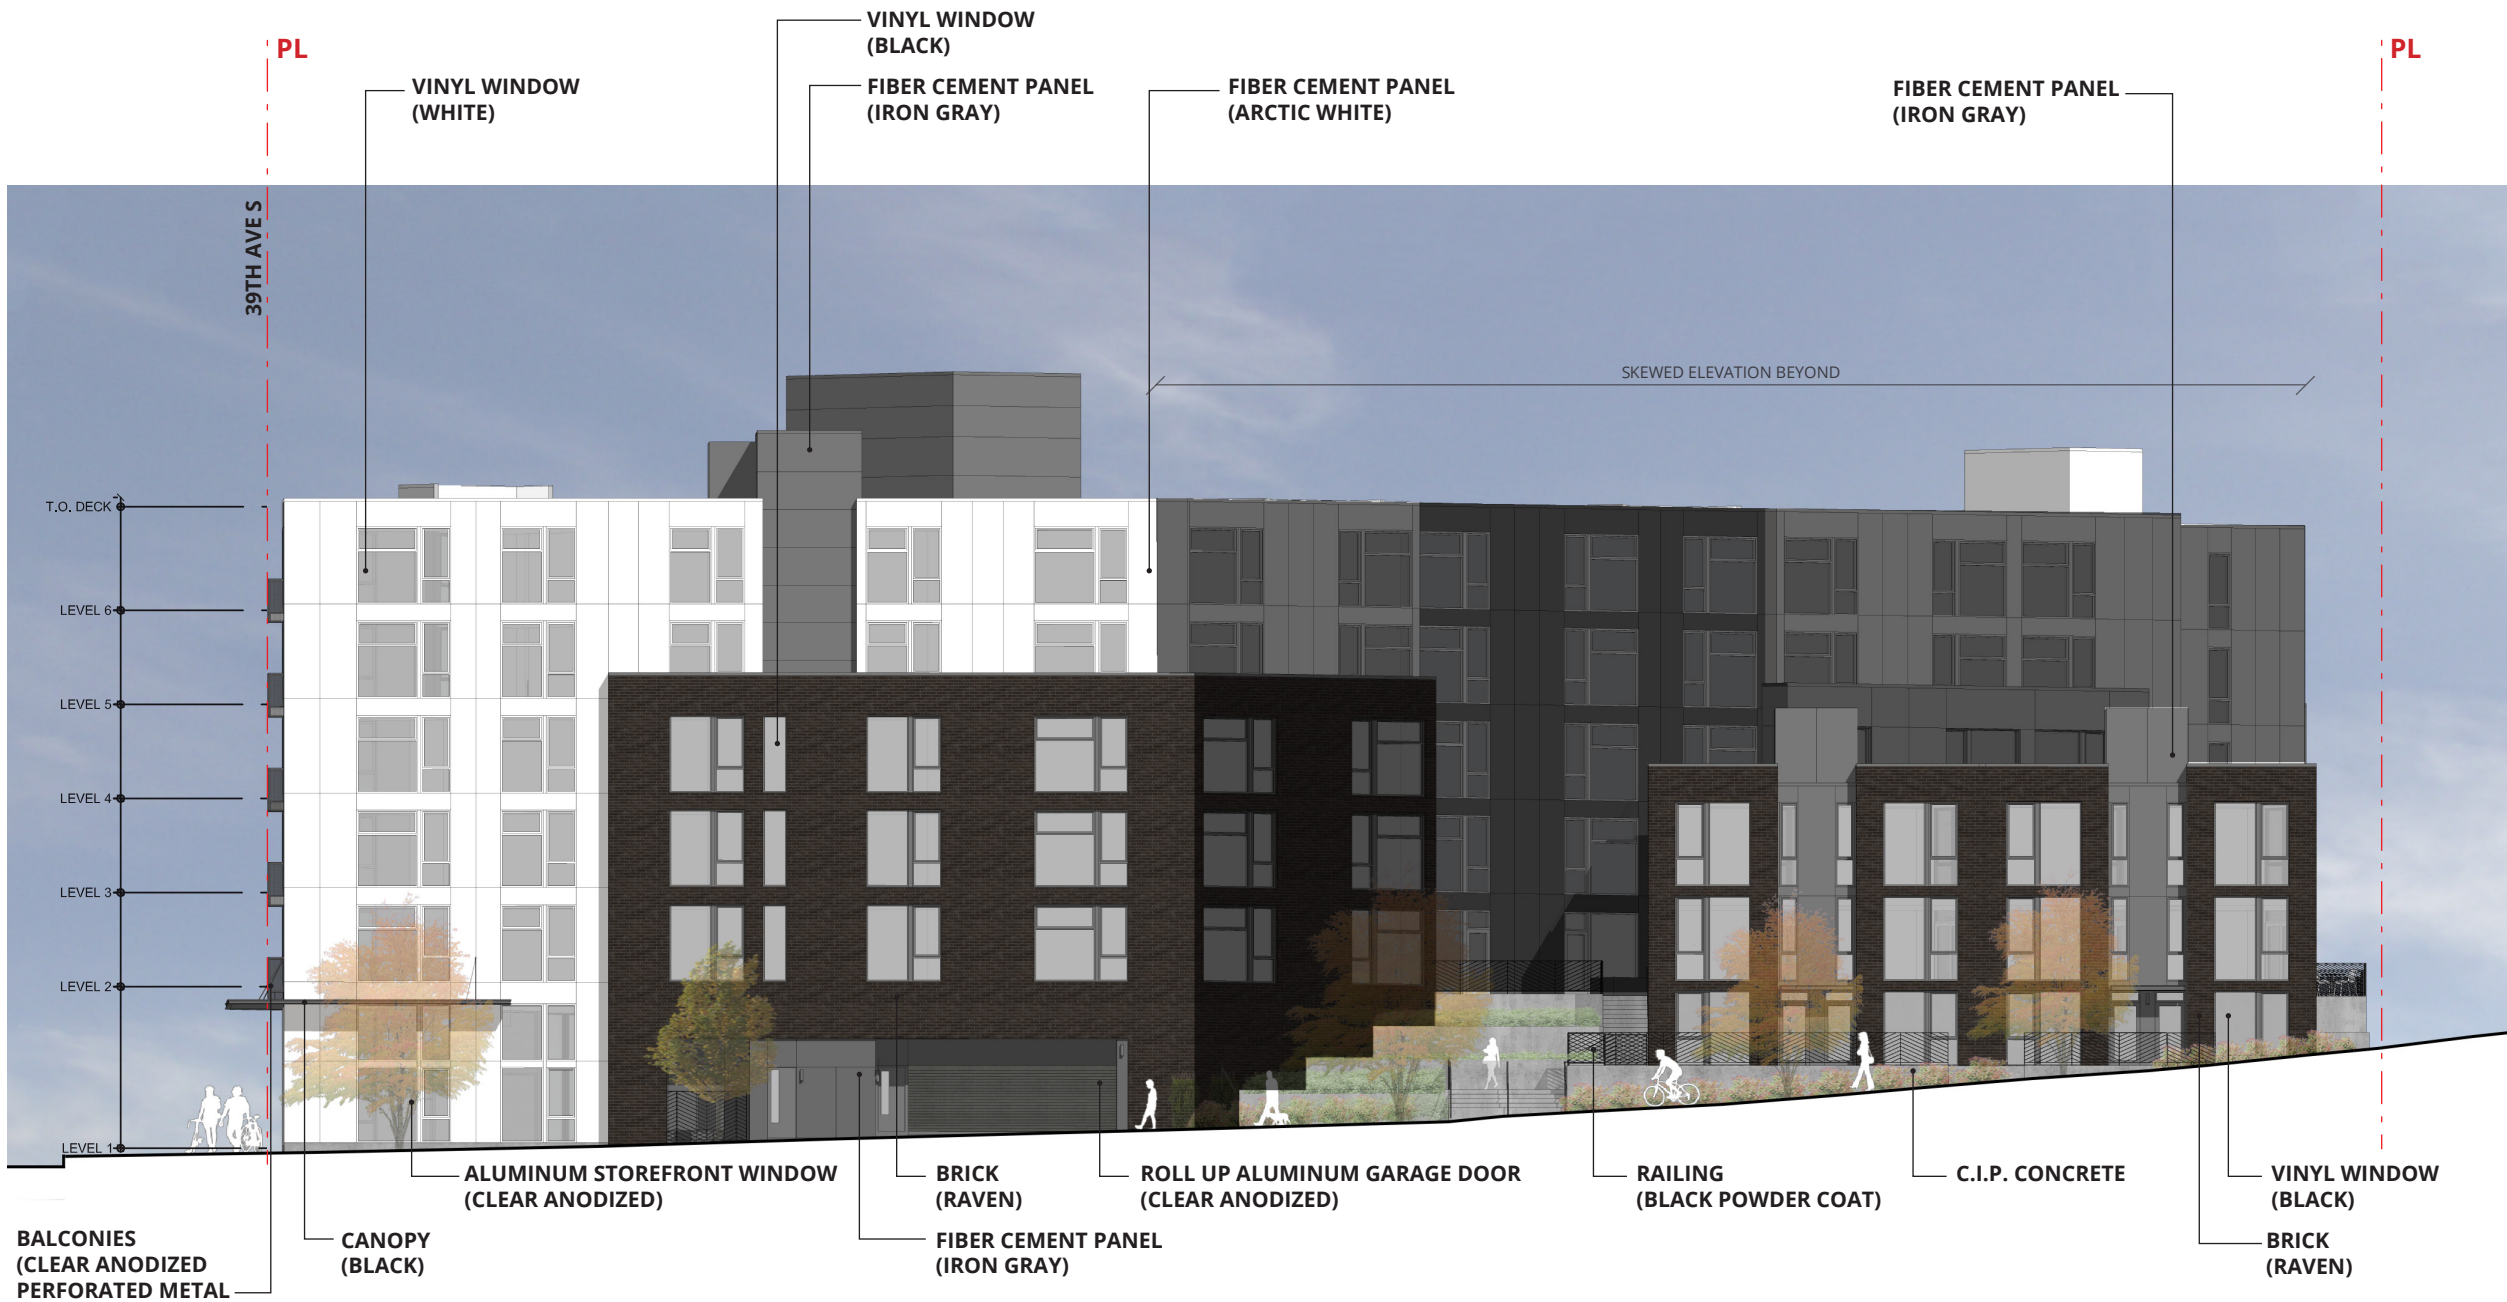 VINYL WINDOW
(BLACK)
PL
PL
VINYL WINDOW
(WHITE)
FIBER CEMENT PANEL
(IRON GRAY)
FIBER CEMENT PANEL
(ARCTIC WHITE)
FIBER CEMENT PANEL
(IRON GRAY)
39TH AVE S
SKEWED ELEVATION BEYOND
T.O. DECK
LEVEL 6
LEVEL 5
LEVEL 4
LEVEL 3
LEVEL 2
LEVEL 1
ALUMINUM STOREFRONT WINDOW
(CLEAR ANODIZED)
BRICK
(RAVEN)
ROLL UP ALUMINUM GARAGE DOOR
(CLEAR ANODIZED)
RAILING
(BLACK POWDER COAT)
C.I.P. CONCRETE
VINYL WINDOW
(BLACK)
BALCONIES
(CLEAR ANODIZED
PERFORATED METAL
CANOPY
(BLACK)
FIBER CEMENT PANEL
(IRON GRAY)
BRICK
(RAVEN)